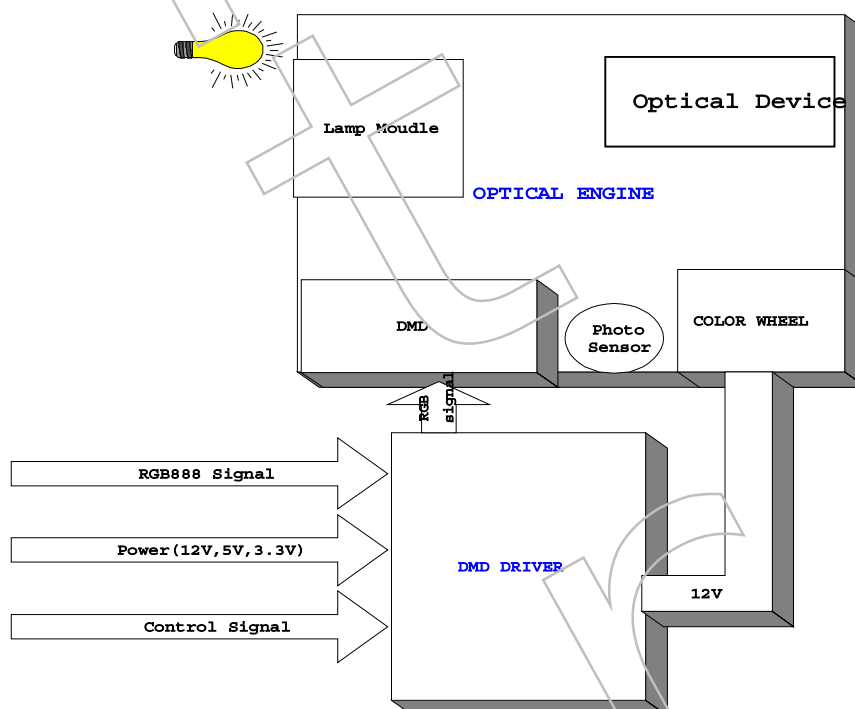 Optical Device
Lamp Moudle
OPTICAL ENGINE
DMD
Photo
Sensor
COLOR WHEEL
RGB
signal
RGB888 Signal
Power(12V,5V,3.3V)
Control Signal
DMD DRIVER
12V